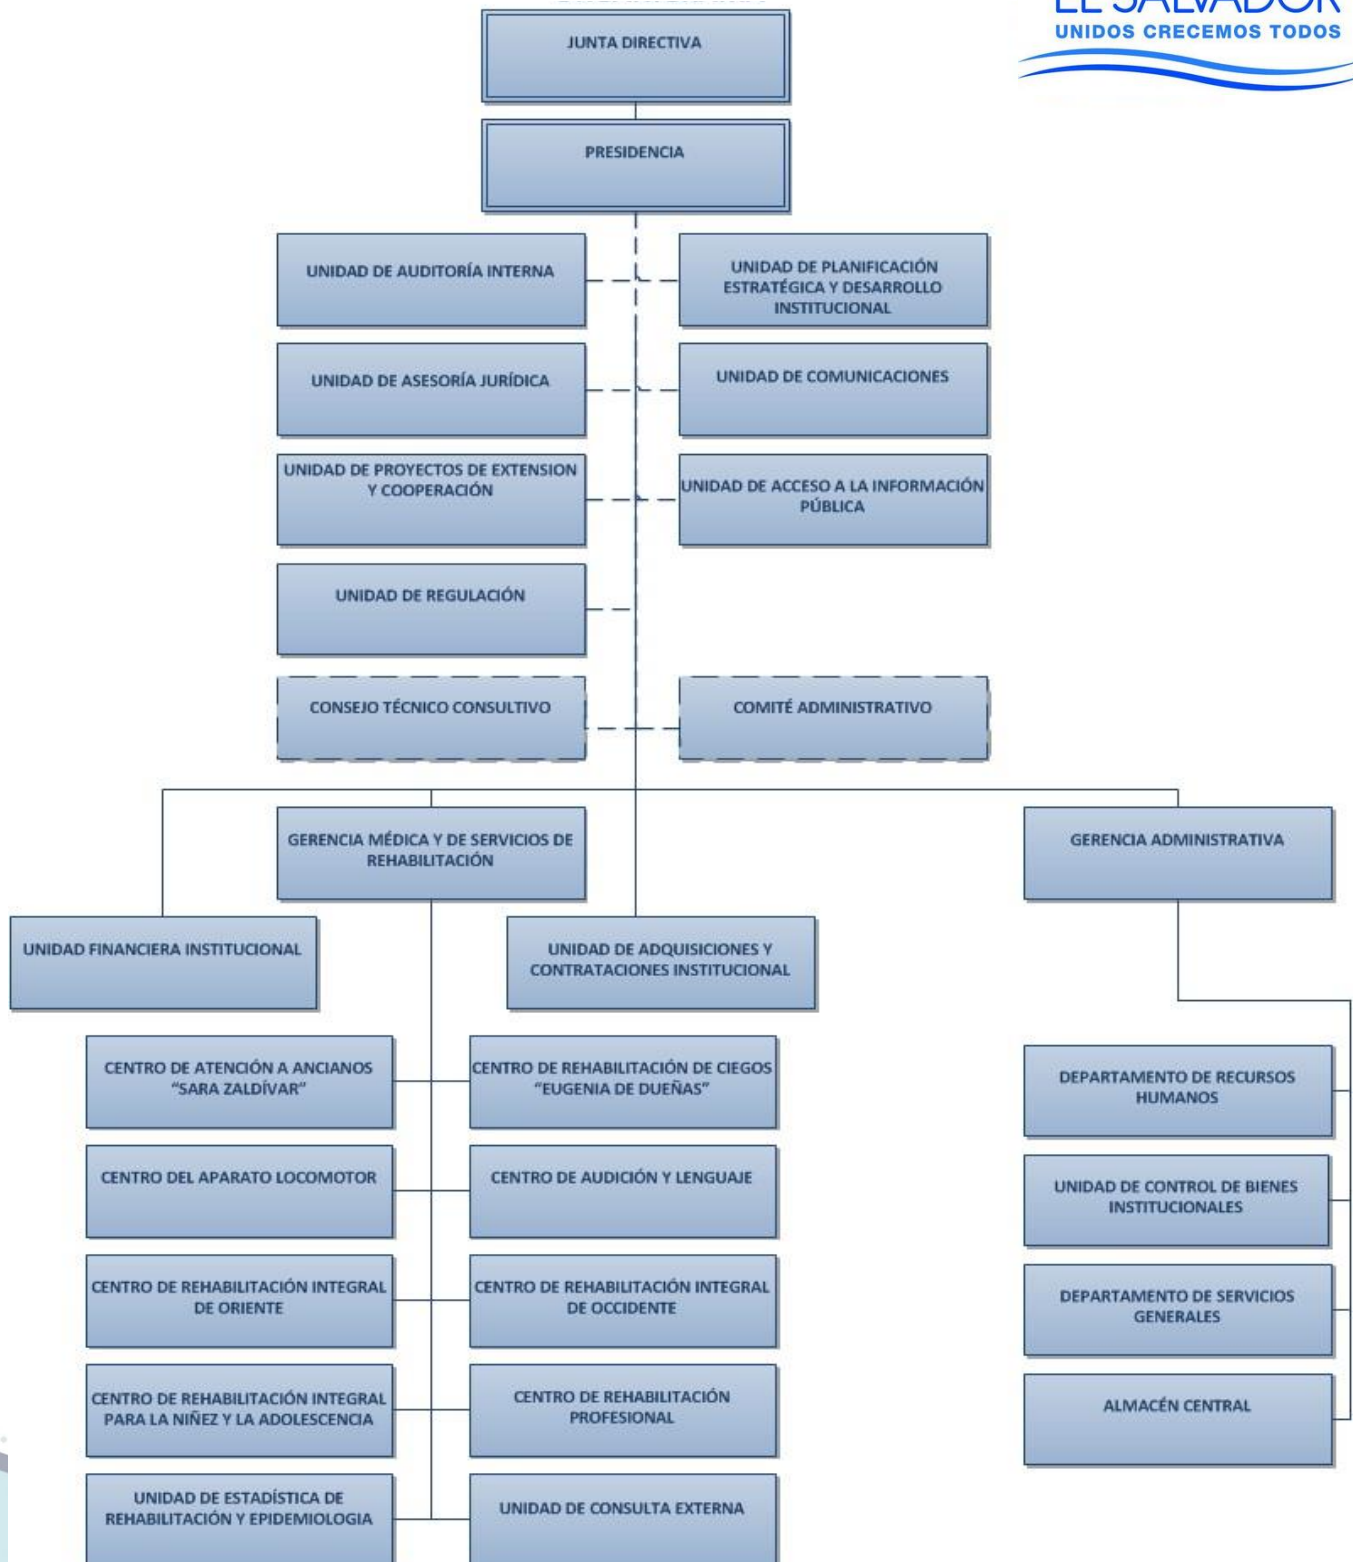 EL SALVADOR
UNIDOS CRECEMOS TODOS
JUNTA DIRECTIVA
PRESIDENCIA
UNIDAD DE AUDITORÍA INTERNA
UNIDAD DE PLANIFICACIÓN
ESTRATÉGICA Y DESARROLLO
INSTITUCIONAL
UNIDAD DE ASESORÍA JURÍDICA
UNIDAD DE COMUNICACIONES
UNIDAD DE PROYECTOS DE EXTENSION
Y COOPERACIÓN
UNIDAD DE ACCESO A LA INFORMACIÓN
PÚBLICA
UNIDAD DE REGULACIÓN
CONSEJO TÉCNICO CONSULTIVO
COMITÉ ADMINISTRATIVO
GERENCIA MÉDICA Y DE SERVICIOS DE
REHABILITACIÓN
GERENCIA ADMINISTRATIVA
UNIDAD FINANCIERA INSTITUCIONAL
UNIDAD DE ADQUISICIONES Y
CONTRATACIONES INSTITUCIONAL
CENTRO DE ATENCIÓN A ANCIANOS
“SARA ZALDÍVAR”
CENTRO DE REHABILITACIÓN DE CIEGOS
“EUGENIA DE DUEÑAS”
DEPARTAMENTO DE RECURSOS
HUMANOS
CENTRO DEL APARATO LOCOMOTOR
CENTRO DE AUDICIÓN Y LENGUAJE
UNIDAD DE CONTROL DE BIENES
INSTITUCIONALES
CENTRO DE REHABILITACIÓN INTEGRAL
DE ORIENTE
CENTRO DE REHABILITACIÓN INTEGRAL
DE OCCIDENTE
DEPARTAMENTO DE SERVICIOS
GENERALES
CENTRO DE REHABILITACIÓN INTEGRAL
PARA LA NIÑEZ Y LA ADOLESCENCIA
CENTRO DE REHABILITACIÓN
PROFESIONAL
ALMACÉN CENTRAL
UNIDAD DE ESTADÍSTICA DE
REHABILITACIÓN Y EPIDEMIOLOGIA
UNIDAD DE CONSULTA EXTERNA